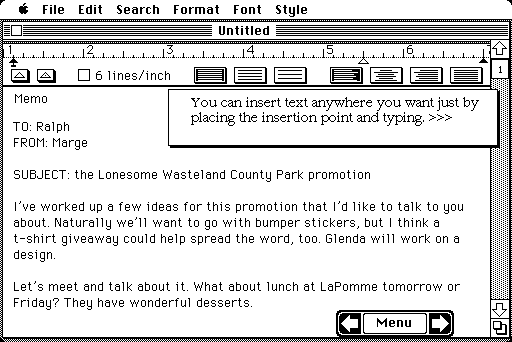 File Edit Search Format Font Style
Untitled
1 2 3 4 5 6 7
6 lines/inch
1
Memo
You can insert text anywhere you want just by
placing the insertion point and typing. >>>
TO: Ralph
FROM: Marge
SUBJECT: the Lonesome Wasteland County Park promotion
I've worked up a few ideas for this promotion that I'd like to talk to you
about. Naturally we'll want to go with bumper stickers, but I think a
t-shirt giveaway could help spread the word, too. Glenda will work on a
design.
Let's meet and talk about it. What about lunch at LaPomme tomorrow or
Friday? They have wonderful desserts.
Menu